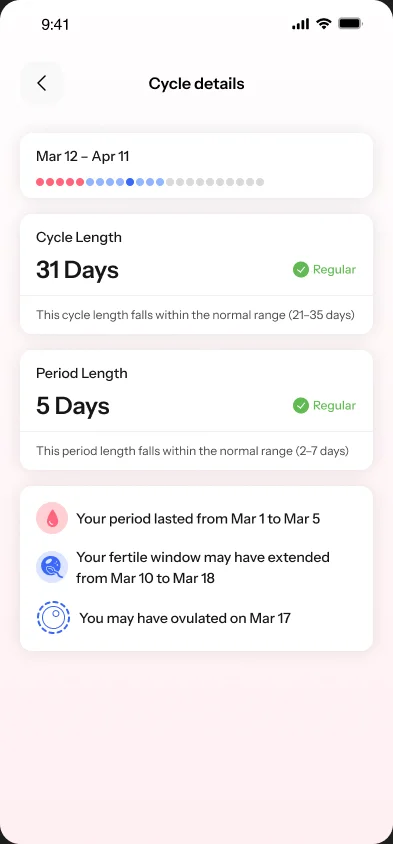 9:41
Cycle details
Mar 12 – Apr 11
Cycle Length
31 Days
Regular
This cycle length falls within the normal range (21–35 days)
Period Length
5 Days
Regular
This period length falls within the normal range (2–7 days)
Your period lasted from Mar 1 to Mar 5
Your fertile window may have extended
from Mar 10 to Mar 18
You may have ovulated on Mar 17